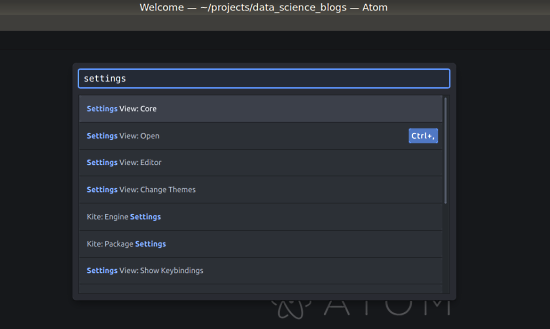 Welcome — ~/projects/data_science_blogs — Atom
settings
Settings View: Core
Settings View: Open
Ctrl+,
Settings View: Editor
Settings View: Change Themes
Kite: Engine Settings
Kite: Package Settings
Settings View: Show Keybindings
ATOM